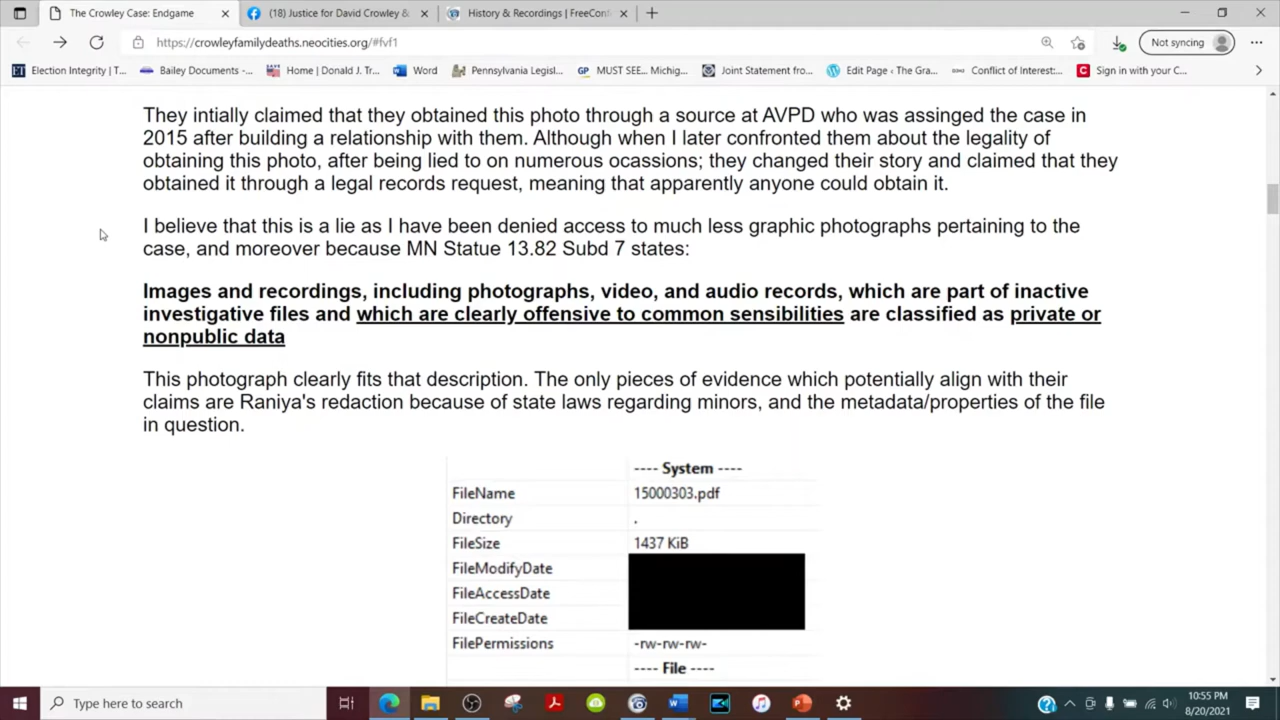 The Crowley Case: Endgame
(18) Justice for David Crowley &
History & Recordings | FreeConf
https://crowleyfamilydeaths.neocities.org/#fvf1
Not syncing
Election Integrity | T...
Bailey Documents -...
Home | Donald J. Tr...
Word
Pennsylvania Legisl...
MUST SEE... Michig...
Joint Statement fro...
Edit Page ‹ The Gra...
Conflict of Interest:...
Sign in with your C...
They intially claimed that they obtained this photo through a source at AVPD who was assinged the case in
2015 after building a relationship with them. Although when I later confronted them about the legality of
obtaining this photo, after being lied to on numerous ocassions; they changed their story and claimed that they
obtained it through a legal records request, meaning that apparently anyone could obtain it.
I believe that this is a lie as I have been denied access to much less graphic photographs pertaining to the
case, and moreover because MN Statue 13.82 Subd 7 states:
Images and recordings, including photographs, video, and audio records, which are part of inactive
investigative files and which are clearly offensive to common sensibilities are classified as private or
nonpublic data
This photograph clearly fits that description. The only pieces of evidence which potentially align with their
claims are Raniya's redaction because of state laws regarding minors, and the metadata/properties of the file
in question.
---- System ----
FileName 15000303.pdf
Directory .
FileSize 1437 KiB
FileModifyDate
FileAccessDate
FileCreateDate
FilePermissions -rw-rw-rw-
---- File ----
Type here to search
10:55 PM
8/20/2021